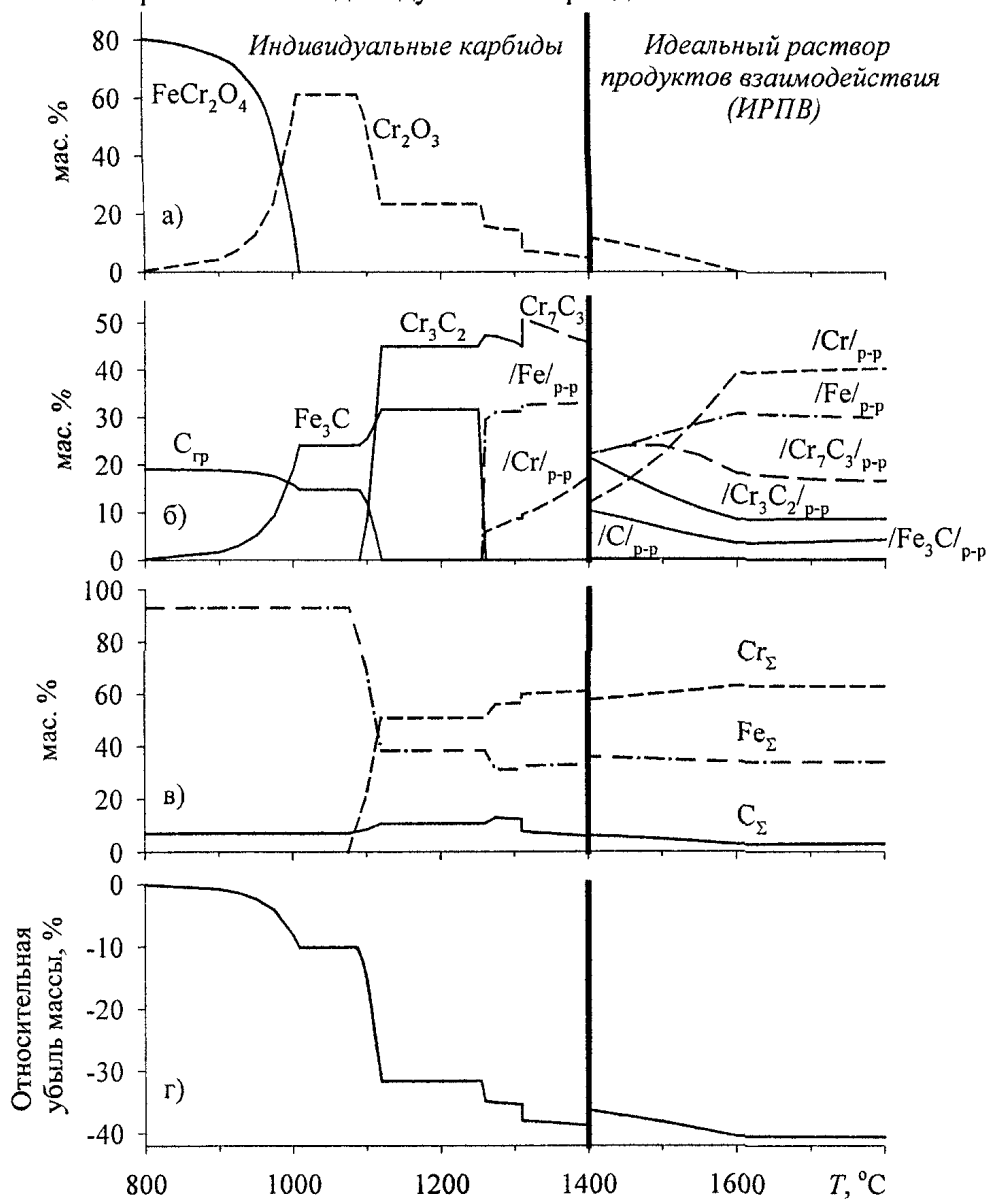 Индивидуальные карбиды
Идеальный раствор
продуктов взаимодействия
(ИРПВ)
мас. %
80
60
40
20
0
FeCr₂O₄
Cr₂O₃
а)
мас. %
50
40
30
20
10
0
Cгр
Fe₃C
Cr₃C₂
Cr₇C₃
/Fe/р-р
/Cr/р-р
/Cr/р-р
/Fe/р-р
/Cr₇C₃/р-р
/Cr₃C₂/р-р
/C/р-р
/Fe₃C/р-р
б)
мас. %
100
80
60
40
20
0
CrΣ
FeΣ
CΣ
в)
Относительная
убыль массы, %
0
-10
-20
-30
-40
г)
800 1000 1200 1400 1600 T, °C